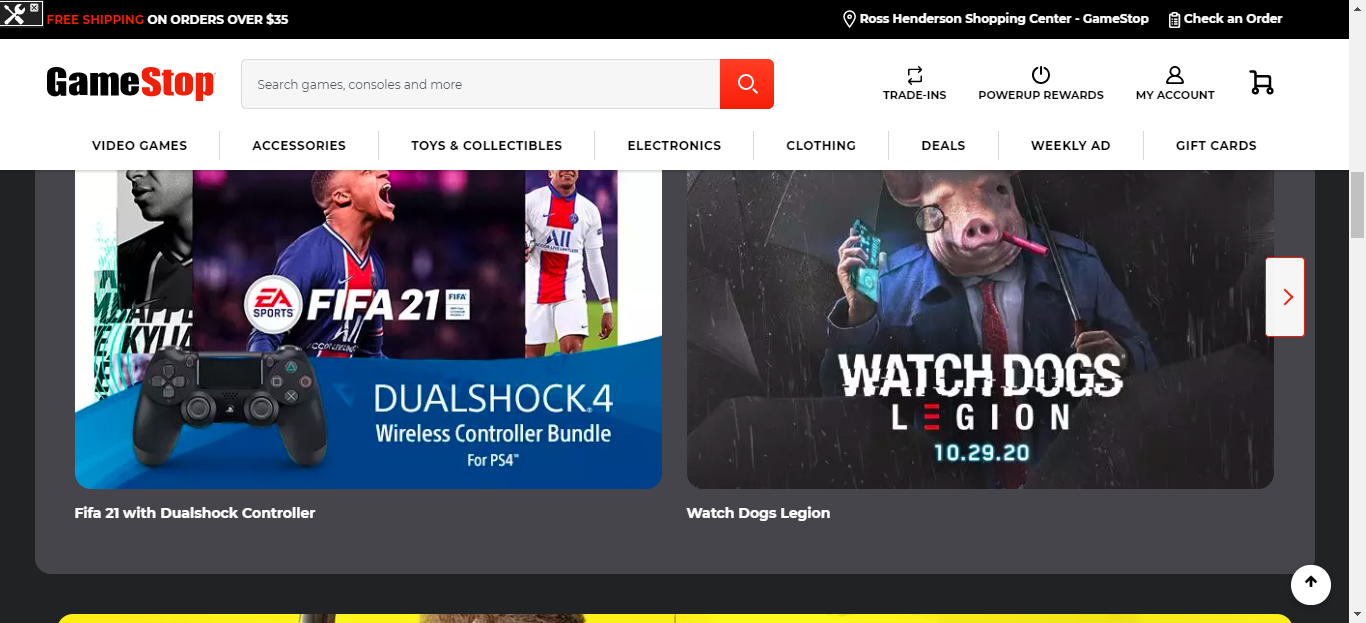 FREE SHIPPING ON ORDERS OVER $35
Ross Henderson Shopping Center - GameStop
Check an Order
GameStop
Search games, consoles and more
TRADE-INS
POWERUP REWARDS
MY ACCOUNT
VIDEO GAMES
ACCESSORIES
TOYS & COLLECTIBLES
ELECTRONICS
CLOTHING
DEALS
WEEKLY AD
GIFT CARDS
EA
SPORTS
FIFA 21
FIFA
DUALSHOCK 4
Wireless Controller Bundle
For PS4™
WATCH DOGS
LEGION
10.29.20
Fifa 21 with Dualshock Controller
Watch Dogs Legion